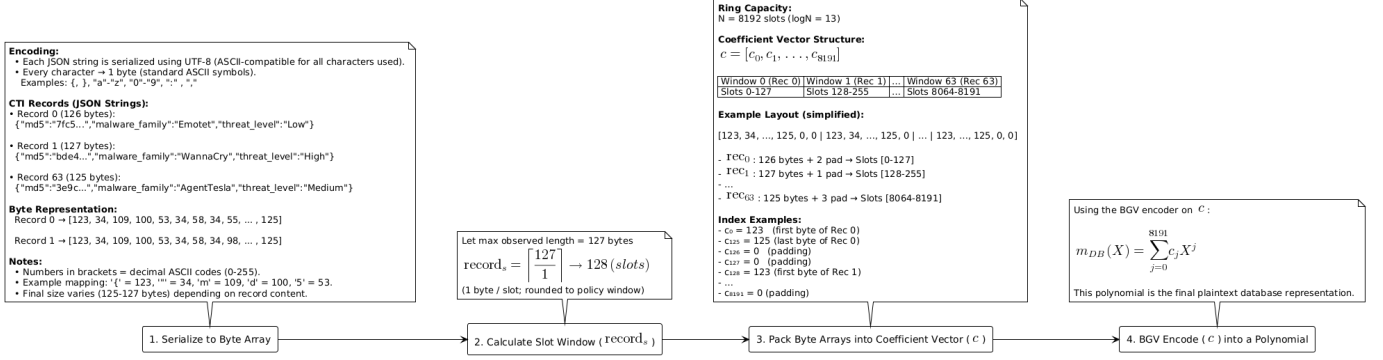 Encoding:
• Each JSON string is serialized using UTF-8 (ASCII-compatible for all characters used).
• Every character → 1 byte (standard ASCII symbols).
Examples: {, }, "a"-"z", "0"-"9", ":" , ","
CTI Records (JSON Strings):
• Record 0 (126 bytes):
{"md5":"7fc5...","malware_family":"Emotet","threat_level":"Low"}
• Record 1 (127 bytes):
{"md5":"bde4...","malware_family":"WannaCry","threat_level":"High"}
• Record 63 (125 bytes):
{"md5":"3e9c...","malware_family":"AgentTesla","threat_level":"Medium"}
Byte Representation:
Record 0 → [123, 34, 109, 100, 53, 34, 58, 34, 55, ... , 125]
Record 1 → [123, 34, 109, 100, 53, 34, 58, 34, 98, ... , 125]
Notes:
• Numbers in brackets = decimal ASCII codes (0-255).
• Example mapping: '{' = 123, '"' = 34, 'm' = 109, 'd' = 100, '5' = 53.
• Final size varies (125-127 bytes) depending on record content.
1. Serialize to Byte Array
Let max observed length = 127 bytes
record_s = ⌈127/1⌉ → 128 (slots)
(1 byte / slot; rounded to policy window)
2. Calculate Slot Window ( record_s )
Ring Capacity:
N = 8192 slots (logN = 13)
Coefficient Vector Structure:
c = [c₀, c₁, . . . , c₈₁₉₁]
Window 0 (Rec 0) Window 1 (Rec 1) ... Window 63 (Rec 63)
Slots 0-127 Slots 128-255 ... Slots 8064-8191
Example Layout (simplified):
[123, 34, ..., 125, 0, 0 | 123, 34, ..., 125, 0 | ... | 123, ..., 125, 0, 0]
- rec₀ : 126 bytes + 2 pad → Slots [0-127]
- rec₁ : 127 bytes + 1 pad → Slots [128-255]
- ...
- rec₆₃ : 125 bytes + 3 pad → Slots [8064-8191]
Index Examples:
- c₀ = 123 (first byte of Rec 0)
- c₁₂₅ = 125 (last byte of Rec 0)
- c₁₂₆ = 0 (padding)
- c₁₂₇ = 0 (padding)
- c₁₂₈ = 123 (first byte of Rec 1)
- ...
- c₈₁₉₁ = 0 (padding)
3. Pack Byte Arrays into Coefficient Vector ( c )
Using the BGV encoder on c :
m_DB(X) = ∑_{j=0}^{8191} c_j X^j
This polynomial is the final plaintext database representation.
4. BGV Encode ( c ) into a Polynomial